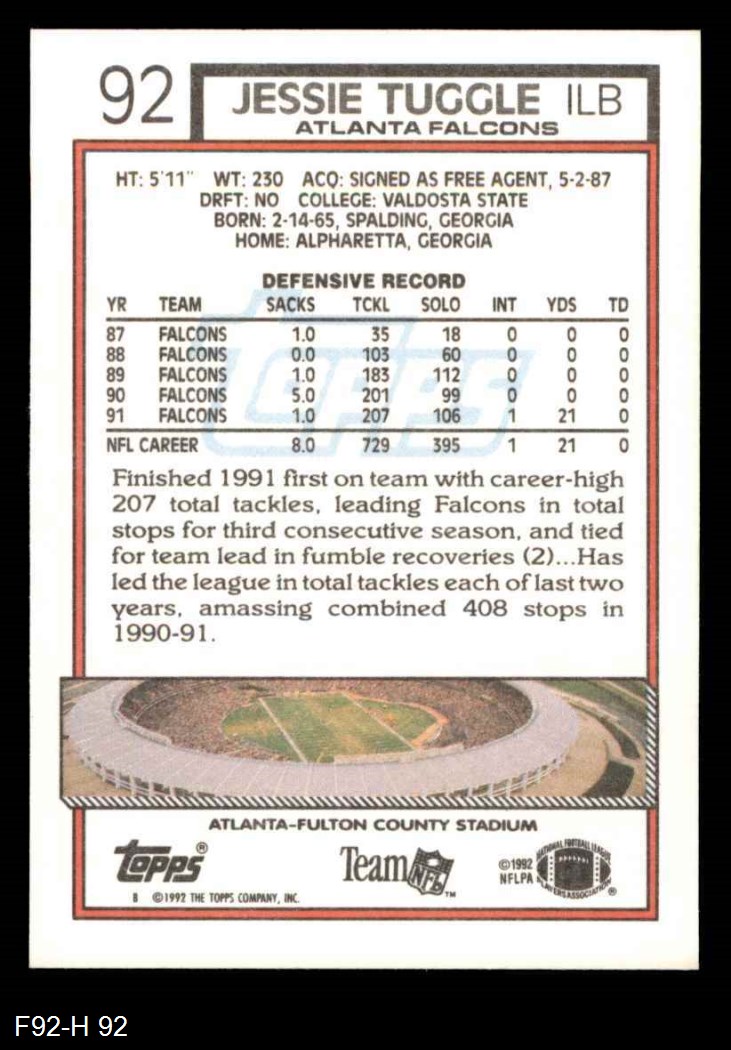 92 JESSIE TUGGLE ILB
ATLANTA FALCONS
HT: 5'11" WT: 230 ACQ: SIGNED AS FREE AGENT, 5-2-87
DRFT: NO COLLEGE: VALDOSTA STATE
BORN: 2-14-65, SPALDING, GEORGIA
HOME: ALPHARETTA, GEORGIA
DEFENSIVE RECORD
YR TEAM SACKS TCKL SOLO INT YDS TD
87 FALCONS 1.0 35 18 0 0 0
88 FALCONS 0.0 103 60 0 0 0
89 FALCONS 1.0 183 112 0 0 0
90 FALCONS 5.0 201 99 0 0 0
91 FALCONS 1.0 207 106 1 21 0
NFL CAREER 8.0 729 395 1 21 0
Topps
Finished 1991 first on team with career-high
207 total tackles, leading Falcons in total
stops for third consecutive season, and tied
for team lead in fumble recoveries (2)...Has
led the league in total tackles each of last two
years, amassing combined 408 stops in
1990-91.
ATLANTA-FULTON COUNTY STADIUM
Topps®
Team NFL™
©1992
NFLPA
NATIONAL FOOTBALL LEAGUE
PLAYERS ASSOCIATION ®
B ©1992 THE TOPPS COMPANY, INC.
F92-H 92